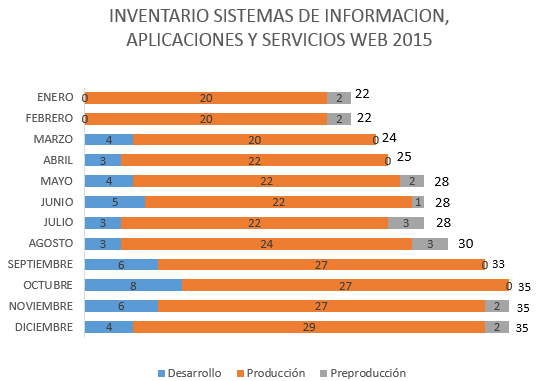 INVENTARIO SISTEMAS DE INFORMACION,
APLICACIONES Y SERVICIOS WEB 2015
ENERO 0 20 2 22
FEBRERO 0 20 2 22
MARZO 4 20 0 24
ABRIL 3 22 0 25
MAYO 4 22 2 28
JUNIO 5 22 1 28
JULIO 3 22 3 28
AGOSTO 3 24 3 30
SEPTIEMBRE 6 27 0 33
OCTUBRE 8 27 0 35
NOVIEMBRE 6 27 2 35
DICIEMBRE 4 29 2 35
Desarrollo Producción Preproducción